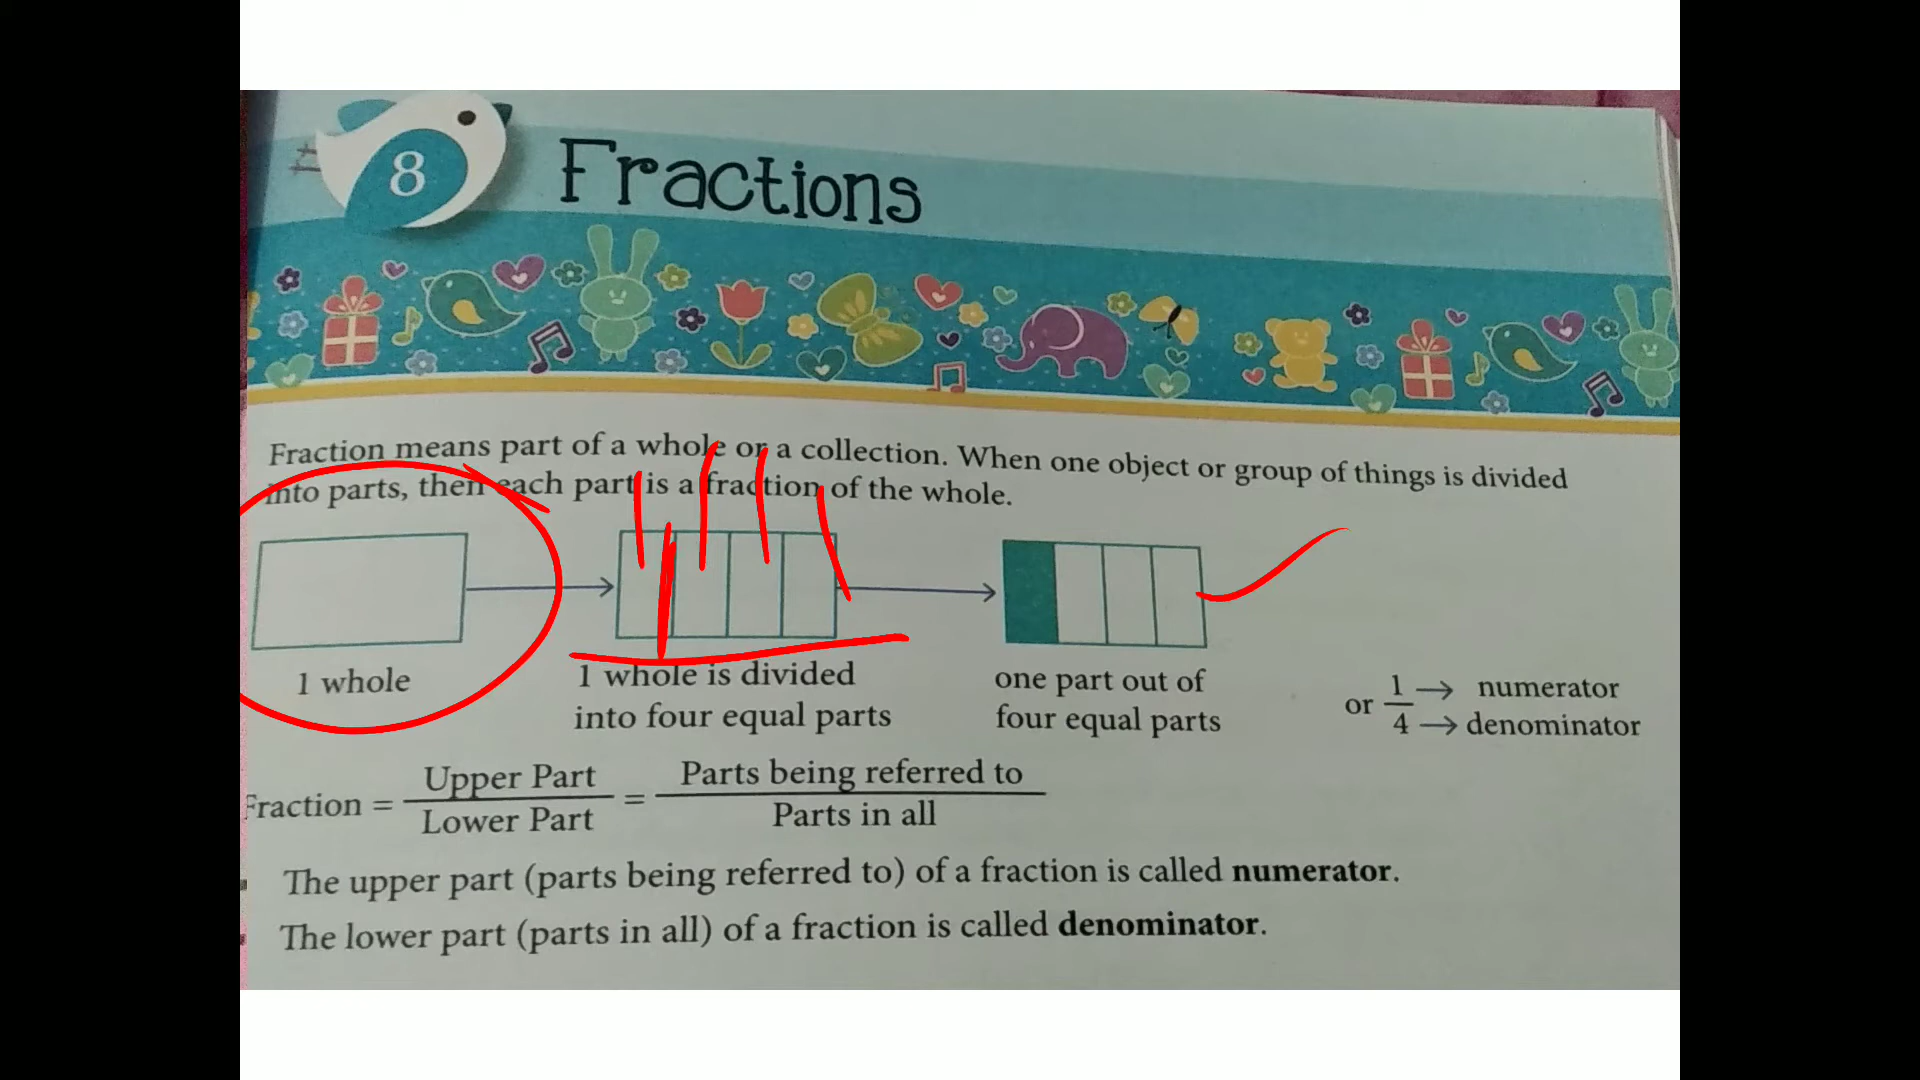 8
Fractions
Fraction means part of a whole or a collection. When one object or group of things is divided
into parts, then each part is a fraction of the whole.
1 whole
1 whole is divided
into four equal parts
one part out of
four equal parts
or 1/4 → numerator
→ denominator
Fraction = Upper Part / Lower Part = Parts being referred to / Parts in all
The upper part (parts being referred to) of a fraction is called numerator.
The lower part (parts in all) of a fraction is called denominator.